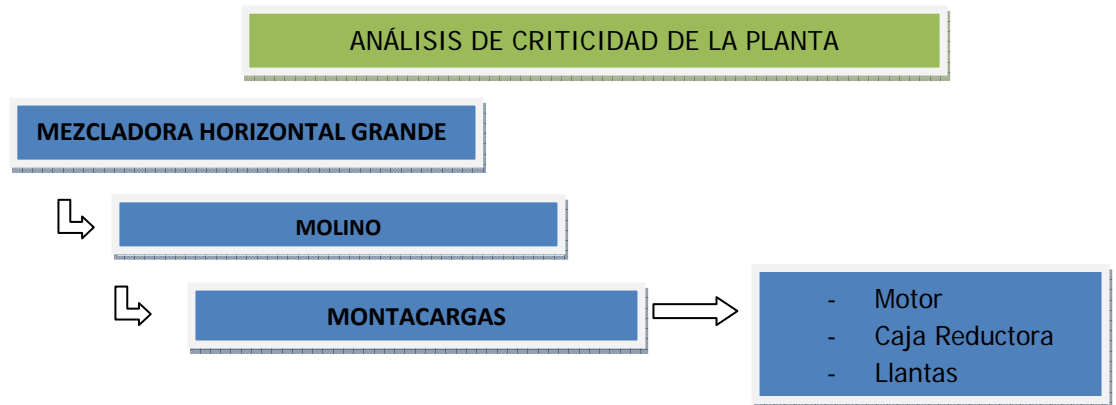 ANÁLISIS DE CRITICIDAD DE LA PLANTA
MEZCLADORA HORIZONTAL GRANDE
MOLINO
MONTACARGAS
- Motor
- Caja Reductora
- Llantas